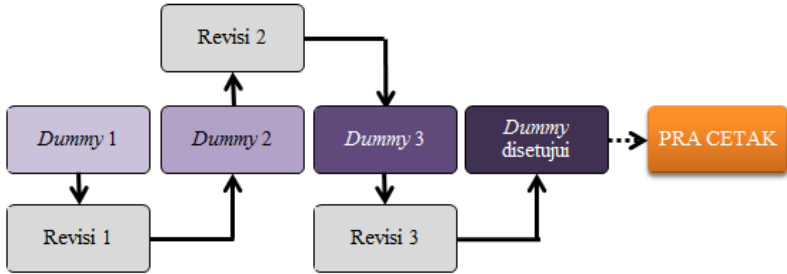 Revisi 2
Dummy 1
Dummy 2
Dummy 3
Dummy
disetujui
PRA CETAK
Revisi 1
Revisi 3